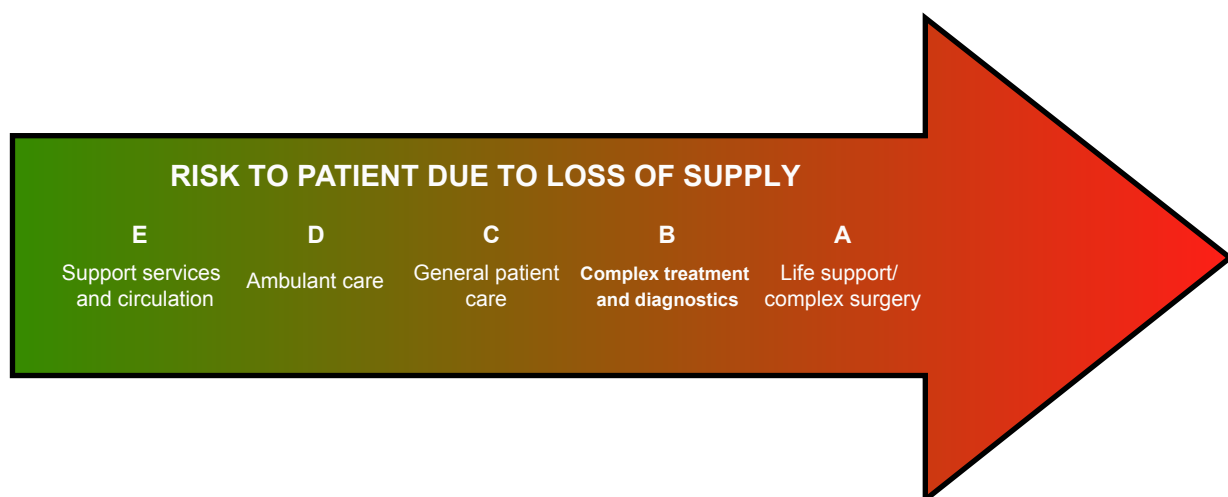 RISK TO PATIENT DUE TO LOSS OF SUPPLY
E
Support services
and circulation
D
Ambulant care
C
General patient
care
B
Complex treatment
and diagnostics
A
Life support/
complex surgery